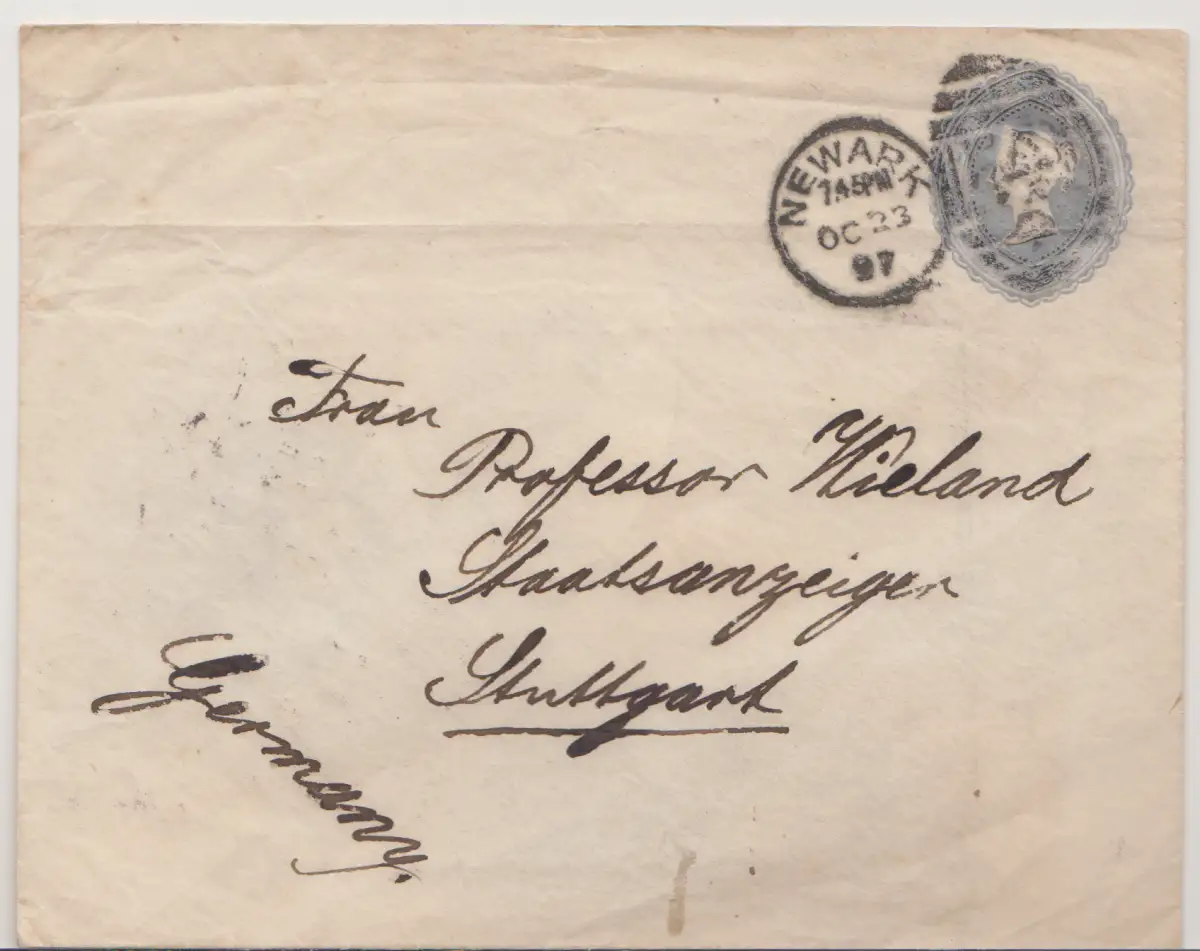 NEWARK
7.45PM
OC 23
97
Frau
Professor Wieland
Staatsanzeiger
Stuttgart
Germany.